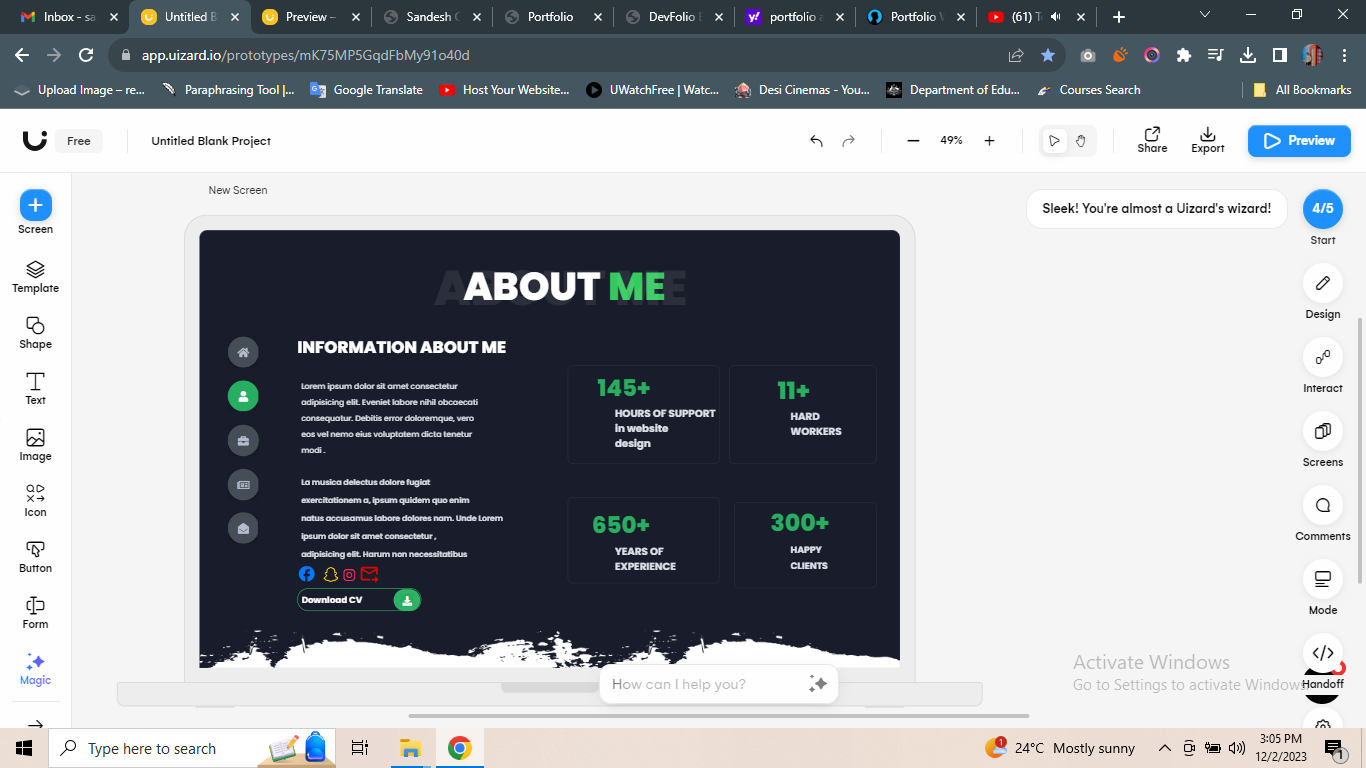 Inbox - sa
Untitled B
Preview –
Sandesh C
Portfolio
DevFolio B
portfolio a
Portfolio V
(61) T
app.uizard.io/prototypes/mK75MP5GqdFbMy91o40d
Upload Image – re...
Paraphrasing Tool |...
Google Translate
Host Your Website...
UWatchFree | Watc...
Desi Cinemas - You...
Department of Edu...
Courses Search
All Bookmarks
Free
Untitled Blank Project
49%
Share
Export
Preview
Screen
Template
Shape
Text
Image
Icon
Button
Form
Magic
New Screen
Sleek! You're almost a Uizard's wizard!
4/5
Start
Design
Interact
Screens
Comments
Mode
Handoff
ABOUT ME
INFORMATION ABOUT ME
Lorem ipsum dolor sit amet consectetur
adipisicing elit. Eveniet labore nihil obcaecati
consequatur. Debitis error doloremque, vero
eos vel nemo eius voluptatem dicta tenetur
modi .
La musica delectus dolore fugiat
exercitationem a, ipsum quidem quo enim
natus accusamus labore dolores nam. Unde Lorem
ipsum dolor sit amet consectetur ,
adipisicing elit. Harum non necessitatibus
Download CV
145+
HOURS OF SUPPORT
in website
design
11+
HARD
WORKERS
650+
YEARS OF
EXPERIENCE
300+
HAPPY
CLIENTS
How can I help you?
Activate Windows
Go to Settings to activate Windows.
Type here to search
24°C Mostly sunny
3:05 PM
12/2/2023
1
1